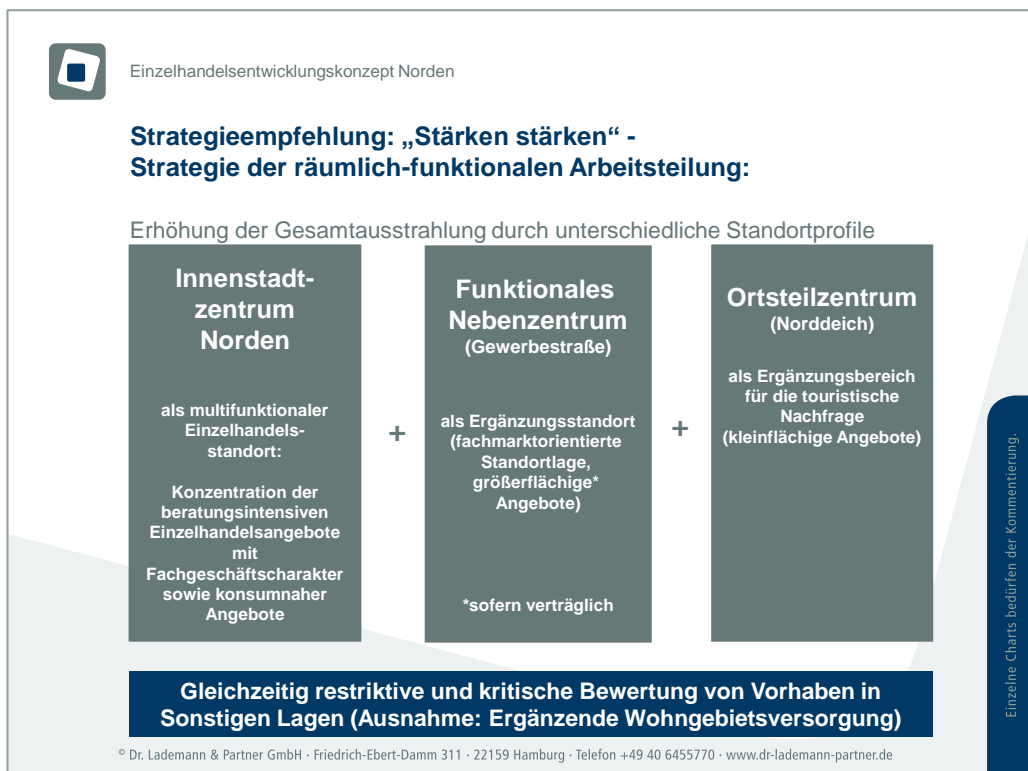 Einzelhandelsentwicklungskonzept Norden
Strategieempfehlung: „Stärken stärken“ -
Strategie der räumlich-funktionalen Arbeitsteilung:
Erhöhung der Gesamtausstrahlung durch unterschiedliche Standortprofile
Innenstadt-
zentrum
Norden
als multifunktionaler
Einzelhandels-
standort:
Konzentration der
beratungsintensiven
Einzelhandelsangebote
mit
Fachgeschäftscharakter
sowie konsumnaher
Angebote
+
Funktionales
Nebenzentrum
(Gewerbestraße)
als Ergänzungsstandort
(fachmarktorientierte
Standortlage,
größerflächige*
Angebote)
*sofern verträglich
+
Ortsteilzentrum
(Norddeich)
als Ergänzungsbereich
für die touristische
Nachfrage
(kleinflächige Angebote)
Gleichzeitig restriktive und kritische Bewertung von Vorhaben in
Sonstigen Lagen (Ausnahme: Ergänzende Wohngebietsversorgung)
© Dr. Lademann & Partner GmbH · Friedrich-Ebert-Damm 311 · 22159 Hamburg · Telefon +49 40 6455770 · www.dr-lademann-partner.de
Einzelne Charts bedürfen der Kommentierung.